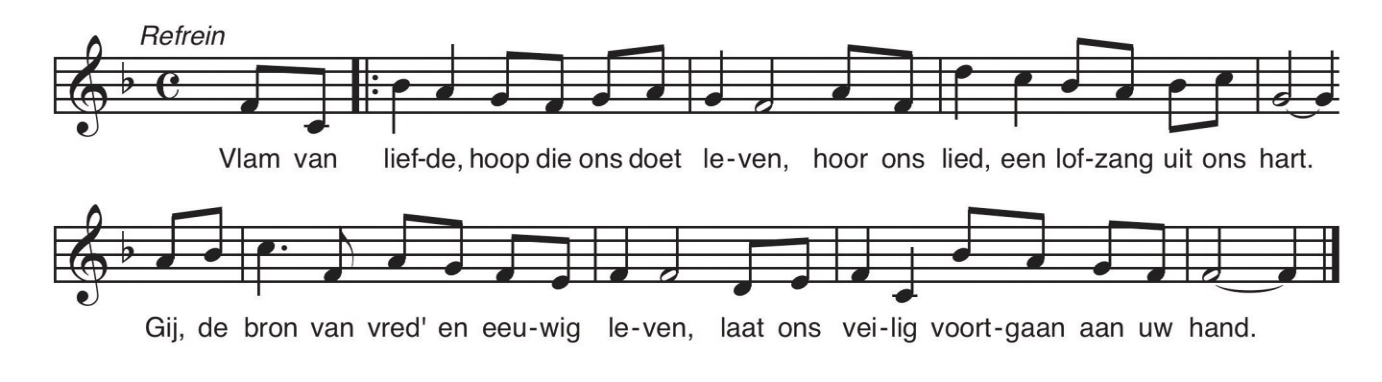 Refrein
Vlam van lief-de, hoop die ons doet le-ven, hoor ons lied, een lof-zang uit ons hart.
Gij, de bron van vred' en eeu-wig le-ven, laat ons vei-lig voort-gaan aan uw hand.